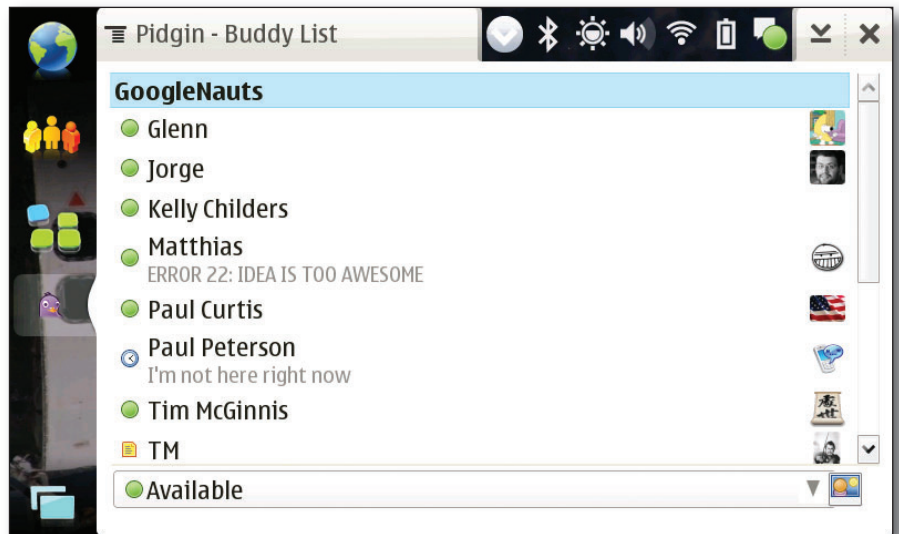 Pidgin - Buddy List
GoogleNauts
Glenn
Jorge
Kelly Childers
Matthias
ERROR 22: IDEA IS TOO AWESOME
Paul Curtis
Paul Peterson
I'm not here right now
Tim McGinnis
TM
Available